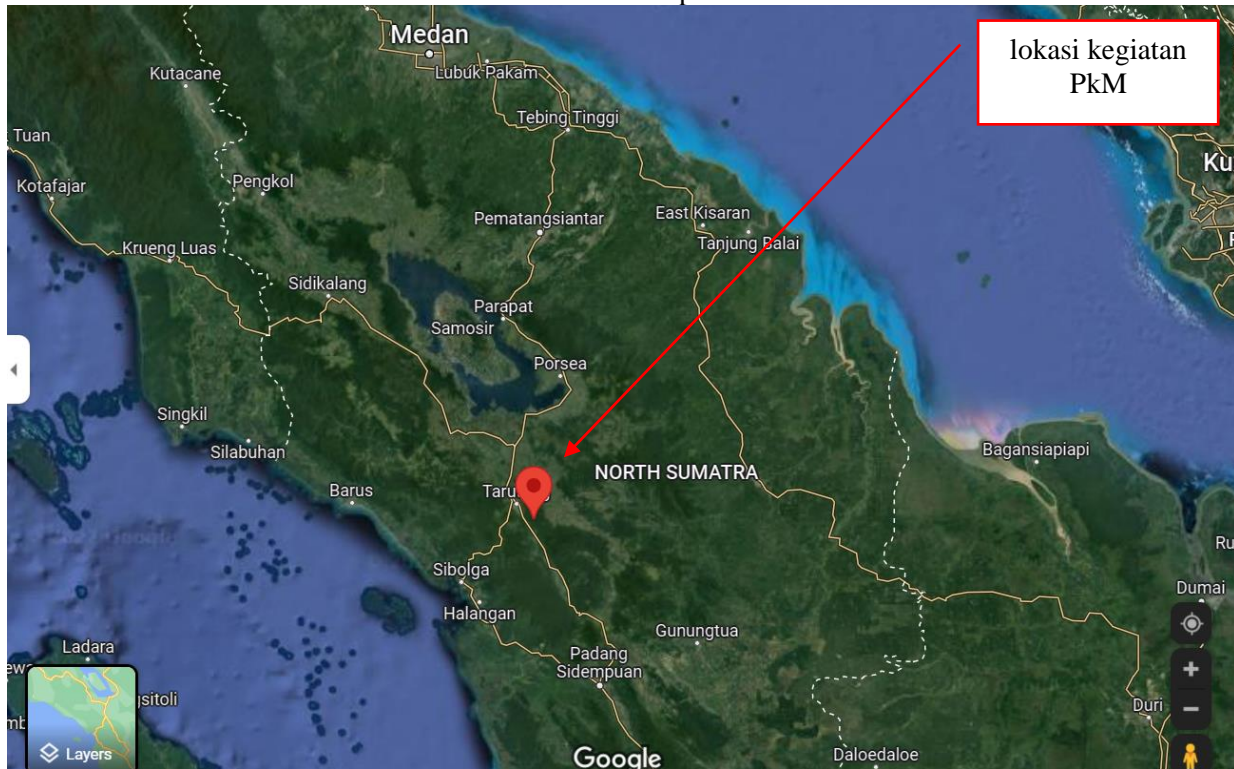 lokasi kegiatan
PkM
Medan
Lubuk Pakam
Kutacane
Tebing Tinggi
Tuan
Kotafajar
Pengkol
Pematangsiantar
East Kisaran
Tanjung Balai
Krueng Luas
Sidikalang
Parapat
Samosir
Porsea
Singkil
Silabuhan
Bagansiapiapi
NORTH SUMATRA
Barus
Sibolga
Halangan
Dumai
Gunungtua
Ladara
Padang
Sidempuan
Duri
Layers
Google
Daloedaloe